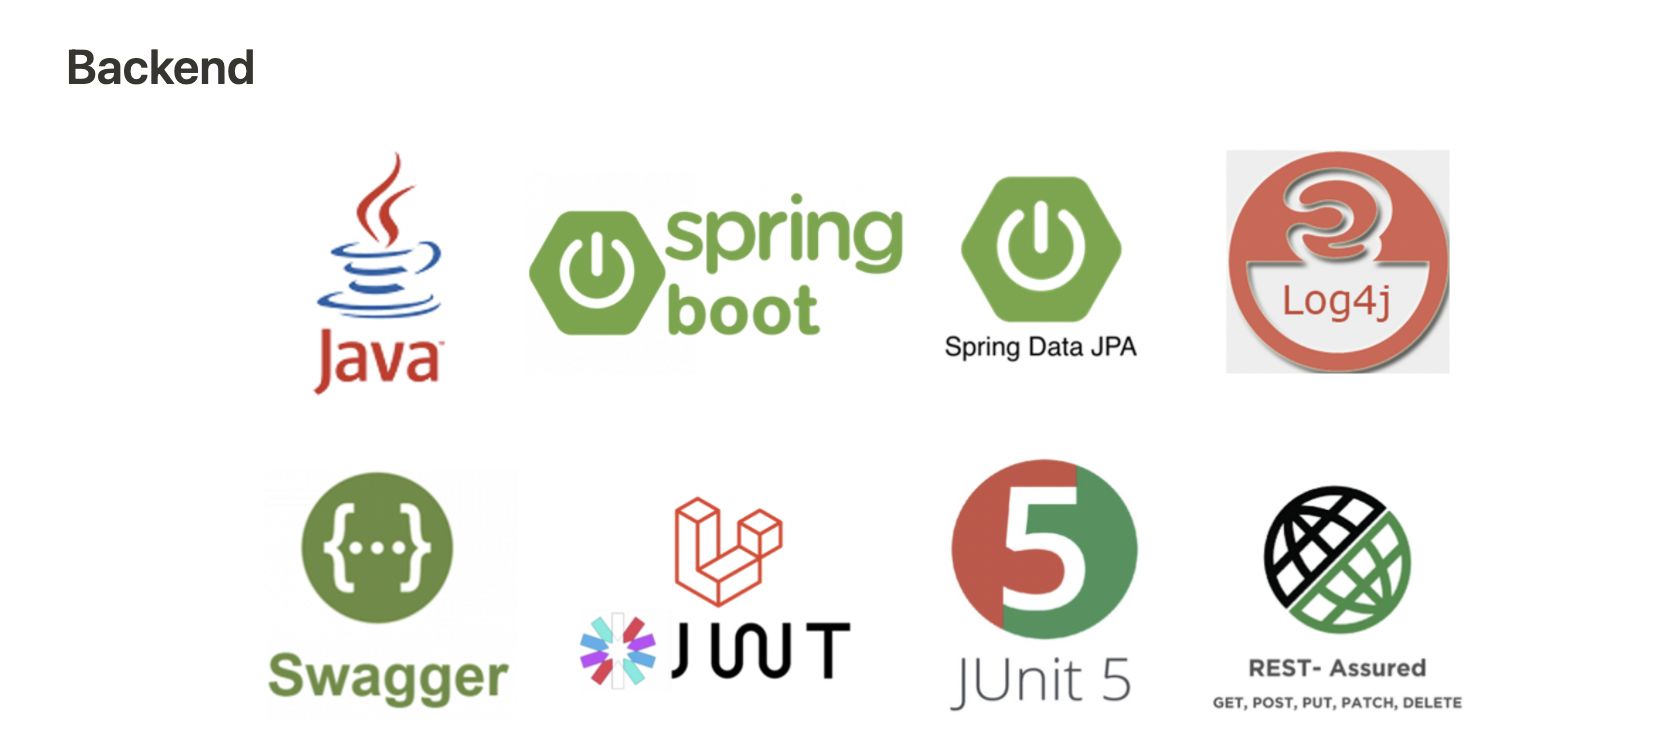 Backend
Java
spring
boot
Spring Data JPA
Log4j
{...}
Swagger
JWT
5
JUnit 5
REST- Assured
GET, POST, PUT, PATCH, DELETE